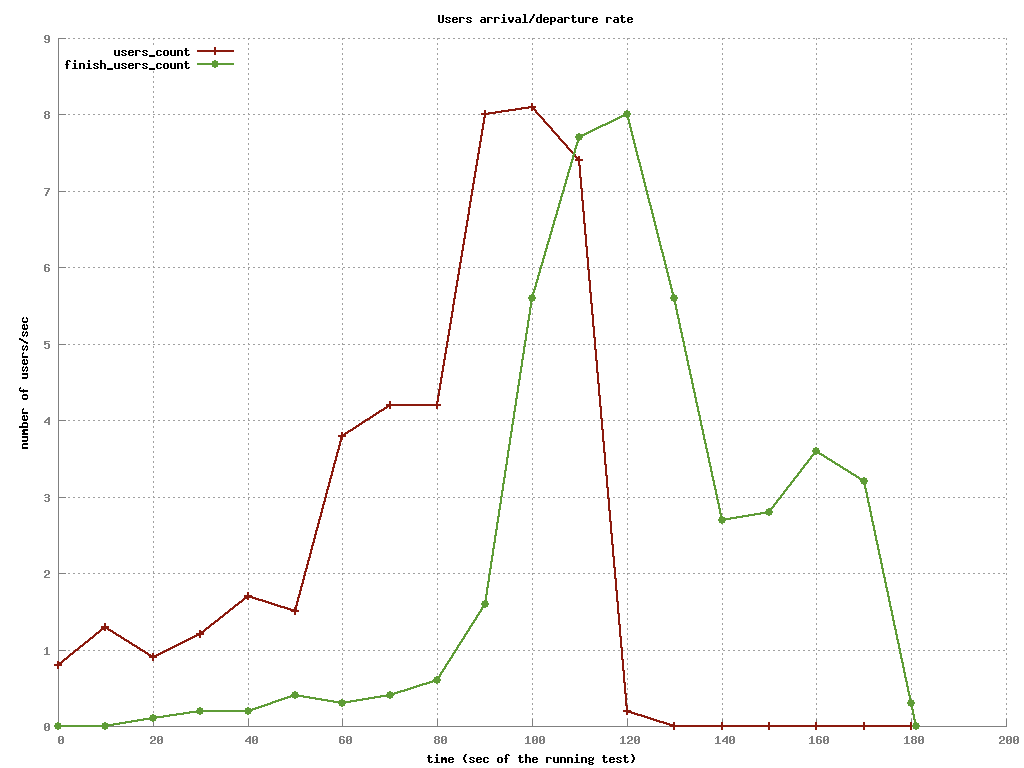 Users arrival/departure rate
users_count
finish_users_count
number of users/sec
9
8
7
6
5
4
3
2
1
0
0 20 40 60 80 100 120 140 160 180 200
time (sec of the running test)